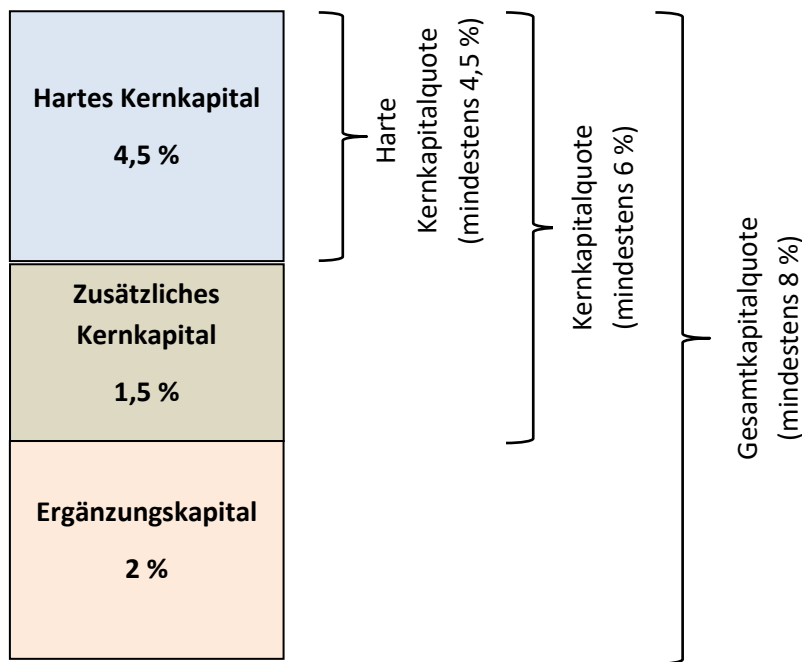 Hartes Kernkapital
4,5 %
Zusätzliches
Kernkapital
1,5 %
Ergänzungskapital
2 %
Harte
Kernkapitalquote
(mindestens 4,5 %)
Kernkapitalquote
(mindestens 6 %)
Gesamtkapitalquote
(mindestens 8 %)